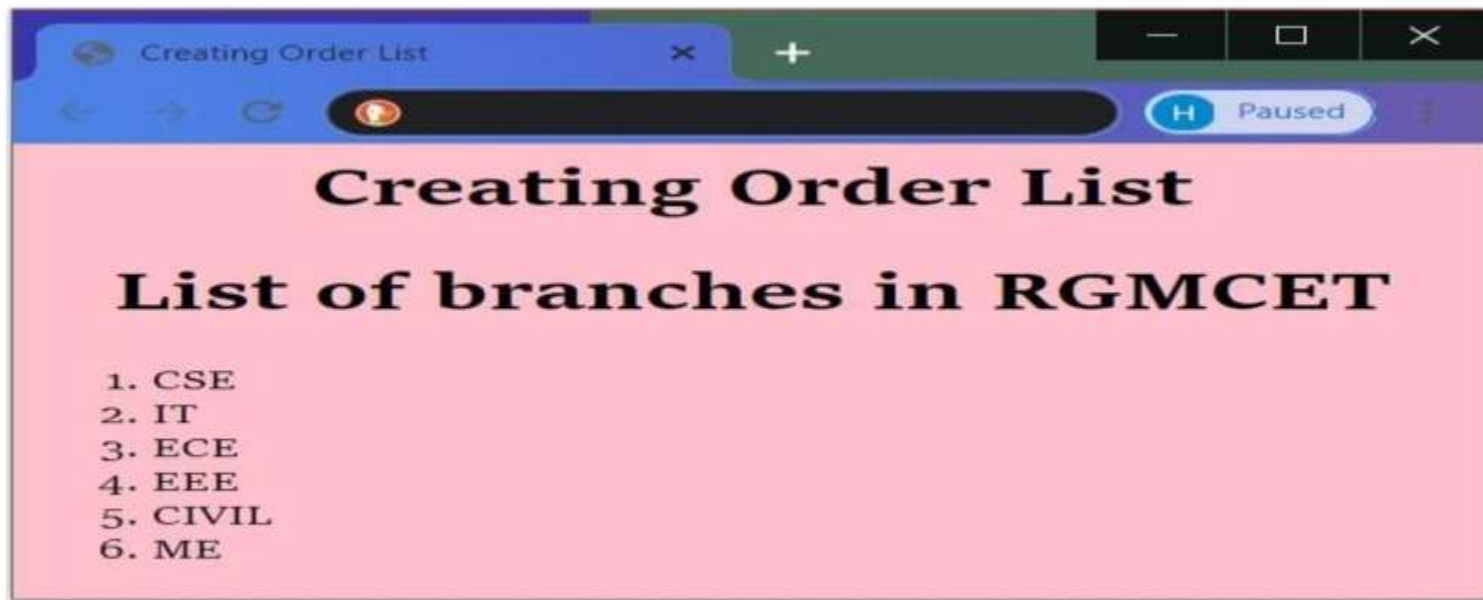 Creating Order List
H Paused
Creating Order List
List of branches in RGMCET
1. CSE
2. IT
3. ECE
4. EEE
5. CIVIL
6. ME